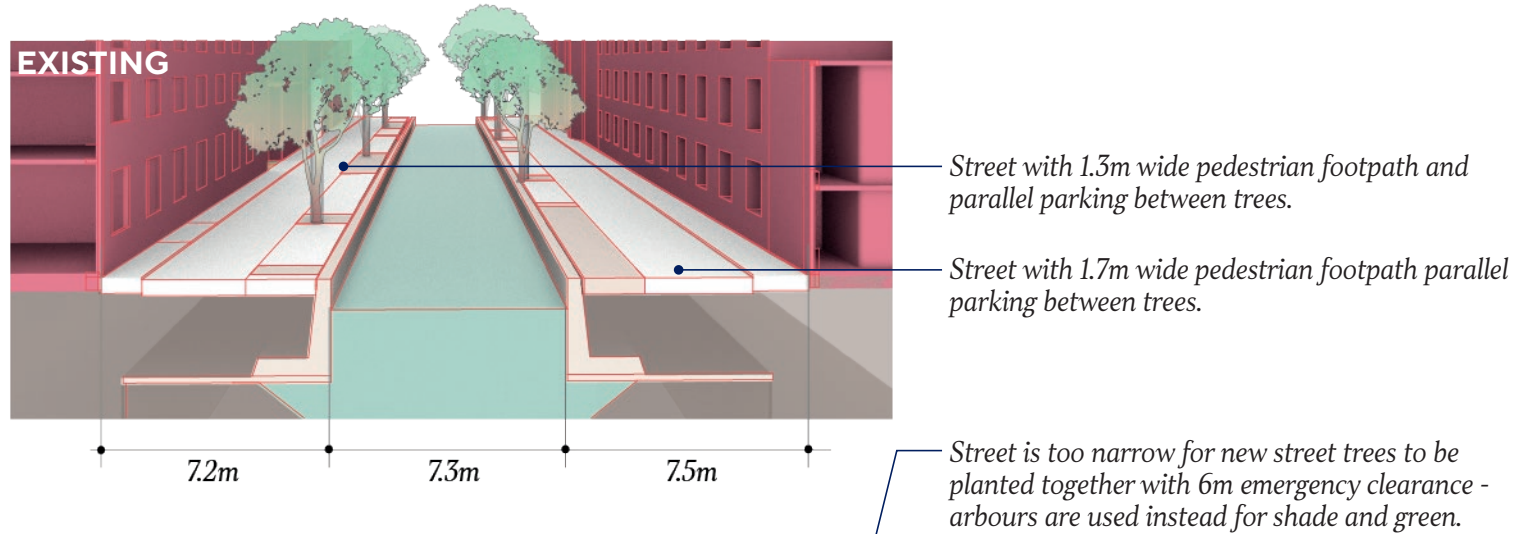 EXISTING
Street with 1.3m wide pedestrian footpath and
parallel parking between trees.
Street with 1.7m wide pedestrian footpath parallel
parking between trees.
7.2m
7.3m
7.5m
Street is too narrow for new street trees to be
planted together with 6m emergency clearance -
arbours are used instead for shade and green.